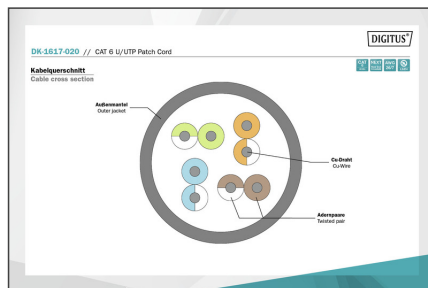 DIGITUS®
DK-1617-020 // CAT 6 U/UTP Patch Cord
Kabelquerschnitt
Cable cross section
Außenmantel
Outer jacket
Cu-Draht
Cu-Wire
Adernpaare
Twisted pair